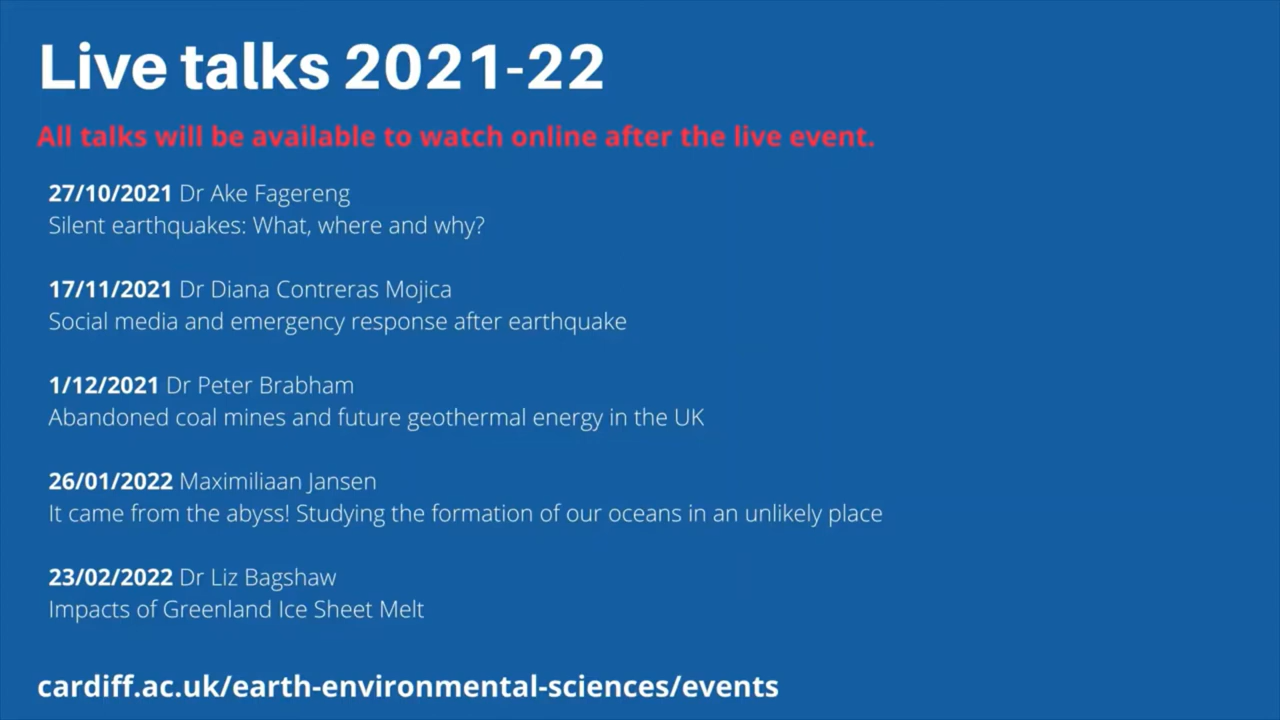 Live talks 2021-22
All talks will be available to watch online after the live event.
27/10/2021 Dr Ake Fagereng
Silent earthquakes: What, where and why?
17/11/2021 Dr Diana Contreras Mojica
Social media and emergency response after earthquake
1/12/2021 Dr Peter Brabham
Abandoned coal mines and future geothermal energy in the UK
26/01/2022 Maximiliaan Jansen
It came from the abyss! Studying the formation of our oceans in an unlikely place
23/02/2022 Dr Liz Bagshaw
Impacts of Greenland Ice Sheet Melt
cardiff.ac.uk/earth-environmental-sciences/events